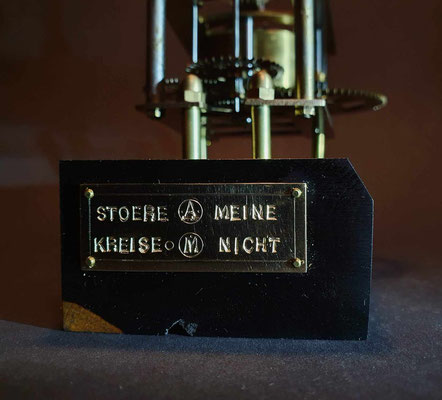 STOERE A MEINE
KREISE. M NICHT